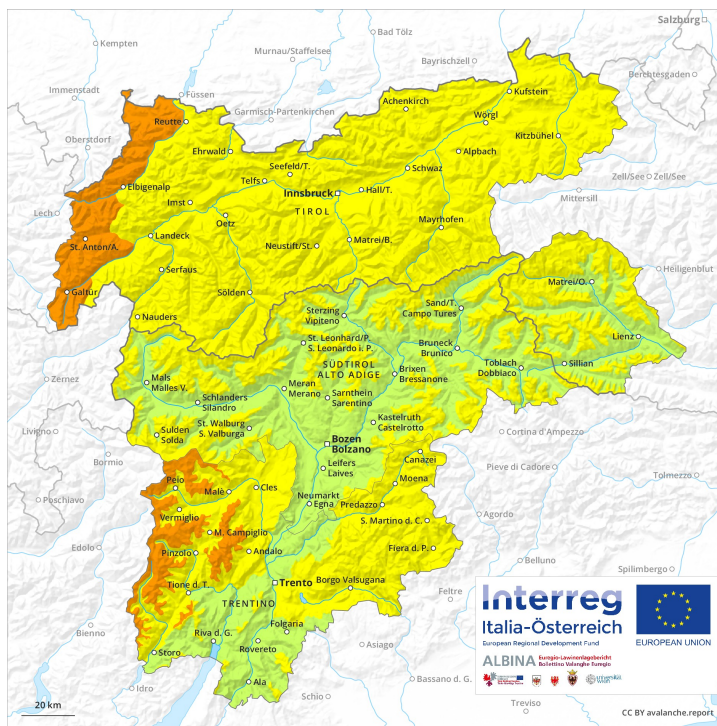 Salzburg
Bad Tölz
Kempten
Murnau/Staffelsee
Bayrischzell
Berchtesgaden
Immenstadt
Füssen
Kufstein
Achenkirch
Garmisch-Partenkirchen
Reutte
Wörgl
Oberstdorf
Ehrwald
Kitzbühel
Alpbach
Seefeld/T.
Schwaz
Zell/See
Zell/See
Telfs
Elbigenalp
Innsbruck
Hall/T.
Mittersill
Imst
TIROL
Lech
Oetz
Mayrhofen
Landeck
St. Anton/A.
Neustift/St.
Matrei/B.
Serfaus
Heiligenblut
Galtür
Sölden
Matrei/O.
Sand/T.
Campo Tures
Nauders
Sterzing
Vipiteno
Lienz
St. Leonhard/P.
S. Leonardo i. P.
Bruneck
Brunico
Toblach
Dobbiaco
Sillian
SÜDTIROL
ALTO ADIGE
Brixen
Bressanone
Zernez
Mals
Malles V.
Meran
Merano
Schlanders
Silandro
Sarnthein
Sarentino
Kastelruth
Castelrotto
St. Walburg
S. Valburga
Livigno
Sulden
Solda
Cortina d'Ampezzo
Bozen
Bolzano
Bormio
Canazei
Pieve di Cadore
Leifers
Laives
Tolmezzo
Poschiavo
Peio
Malè
Cles
Moena
Neumarkt
Egna
Predazzo
Vermiglio
Agordo
S. Martino d. C.
M. Campiglio
Edolo
Pinzolo
Andalo
Fiera d. P.
Belluno
Spilimbergo
Trento
Borgo Valsugana
Tione d. T.
Feltre
TRENTINO
Bienno
Folgaria
Riva d. G.
Rovereto
Asiago
Storo
Ala
Idro
Schio
Bassano d. G.
Treviso
20 km
Interreg
Italia-Österreich
European Regional Development Fund
EUROPEAN UNION
ALBINA
Euregio-Lawinenlagebericht
Bollettino Valanghe Euregio
CC BY avalanche.report